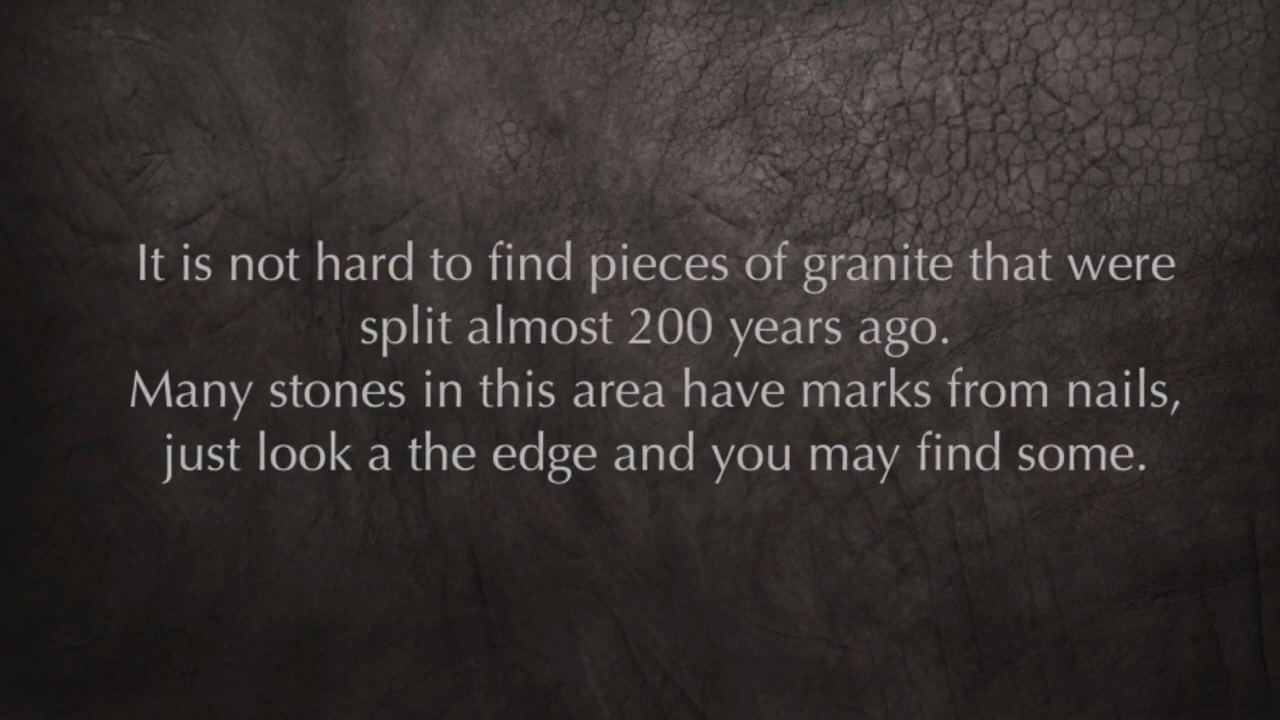 It is not hard to find pieces of granite that were
split almost 200 years ago.
Many stones in this area have marks from nails,
just look a the edge and you may find some.